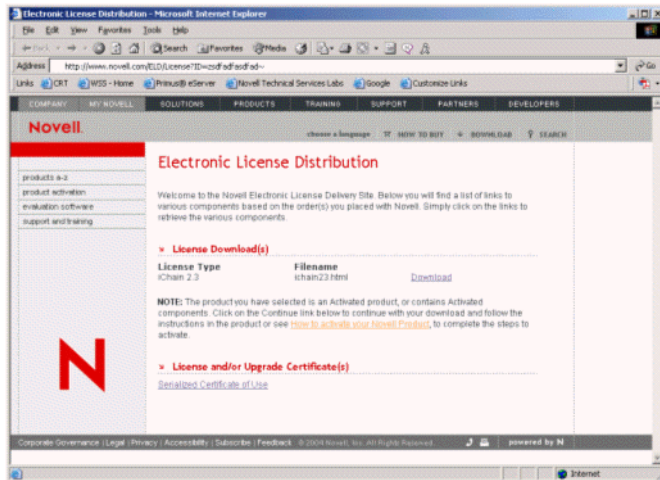 Electronic License Distribution - Microsoft Internet Explorer
File Edit View Favorites Tools Help
Back Search Favorites Media
Address http://www.novell.com/ELD/License?ID=zsdfadfasdfad~ Go
Links CRT WSS - Home Primus@ eServer Novell Technical Services Labs Google Customize Links
COMPANY MY NOVELL SOLUTIONS PRODUCTS TRAINING SUPPORT PARTNERS DEVELOPERS
Novell.
choose a language HOW TO BUY DOWNLOAD SEARCH
Electronic License Distribution
products a-z
product activation
evaluation software
support and training
Welcome to the Novell Electronic License Delivery Site. Below you will find a list of links to
various components based on the order(s) you placed with Novell. Simply click on the links to
retrieve the various components.
License Download(s)
License Type Filename
iChain 2.3 ichain23.html Download
NOTE: The product you have selected is an Activated product, or contains Activated
components. Click on the Continue link below to continue with your download and follow the
instructions in the product or see How to activate your Novell Product, to complete the steps to
activate.
N
License and/or Upgrade Certificate(s)
Serialized Certificate of Use
Corporate Governance | Legal | Privacy | Accessibility | Subscribe | Feedback © 2004 Novell, Inc. All Rights Reserved. powered by N
Internet